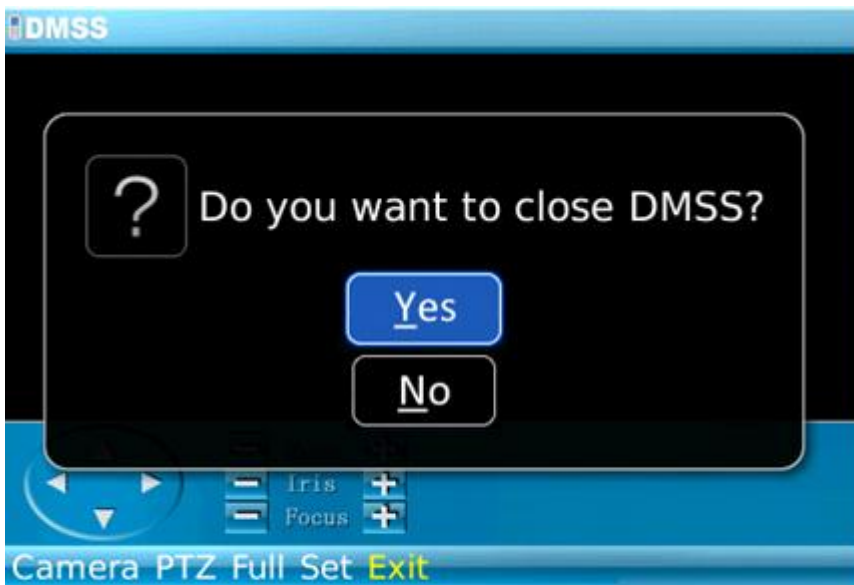 DMSS
? Do you want to close DMSS?
Yes
No
Iris
Focus
Camera PTZ Full Set Exit